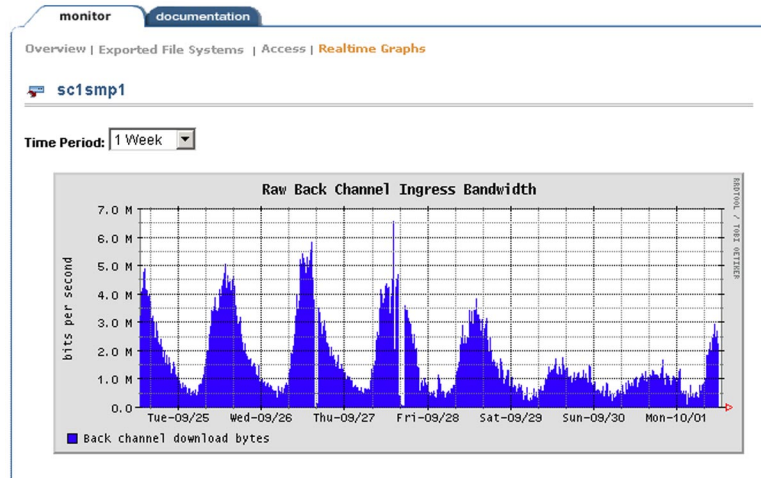 monitor documentation
Overview | Exported File Systems | Access | Realtime Graphs
sc1smp1
Time Period: 1 Week
Raw Back Channel Ingress Bandwidth
RRDTOOL / TOBI OETIKER
bits per second
7.0 M
6.0 M
5.0 M
4.0 M
3.0 M
2.0 M
1.0 M
0.0
Tue-09/25 Wed-09/26 Thu-09/27 Fri-09/28 Sat-09/29 Sun-09/30 Mon-10/01
Back channel download bytes